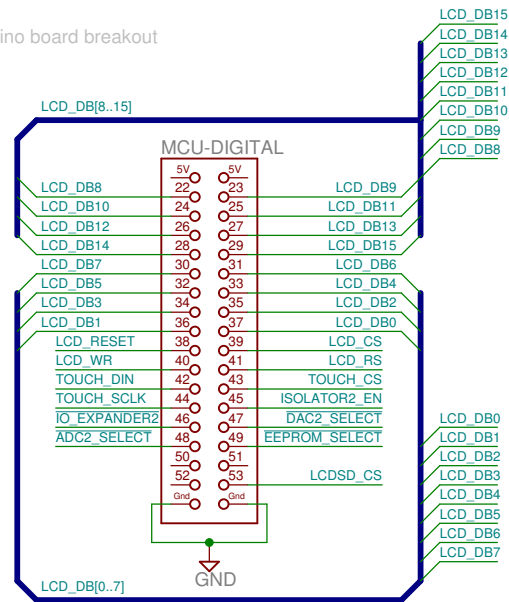 LCD_DB15
LCD_DB14
ino board breakout
LCD_DB13
LCD_DB12
LCD_DB11
LCD_DB[8..15]
LCD_DB10
LCD_DB9
MCU-DIGITAL
LCD_DB8
5V 5V
LCD_DB8 22 23 LCD_DB9
LCD_DB10 24 25 LCD_DB11
LCD_DB12 26 27 LCD_DB13
LCD_DB14 28 29 LCD_DB15
LCD_DB7 30 31 LCD_DB6
LCD_DB5 32 33 LCD_DB4
LCD_DB3 34 35 LCD_DB2
LCD_DB1 36 37 LCD_DB0
LCD_RESET 38 39 LCD_CS
LCD_WR 40 41 LCD_RS
TOUCH_DIN 42 43 TOUCH_CS
TOUCH_SCLK 44 45 ISOLATOR2_EN
IO_EXPANDER2 46 47 DAC2_SELECT LCD_DB0
ADC2_SELECT 48 49 EEPROM_SELECT LCD_DB1
50 51 LCD_DB2
52 53 LCDSD_CS LCD_DB3
Gnd Gnd LCD_DB4
LCD_DB5
LCD_DB6
LCD_DB7
GND
LCD_DB[0..7]